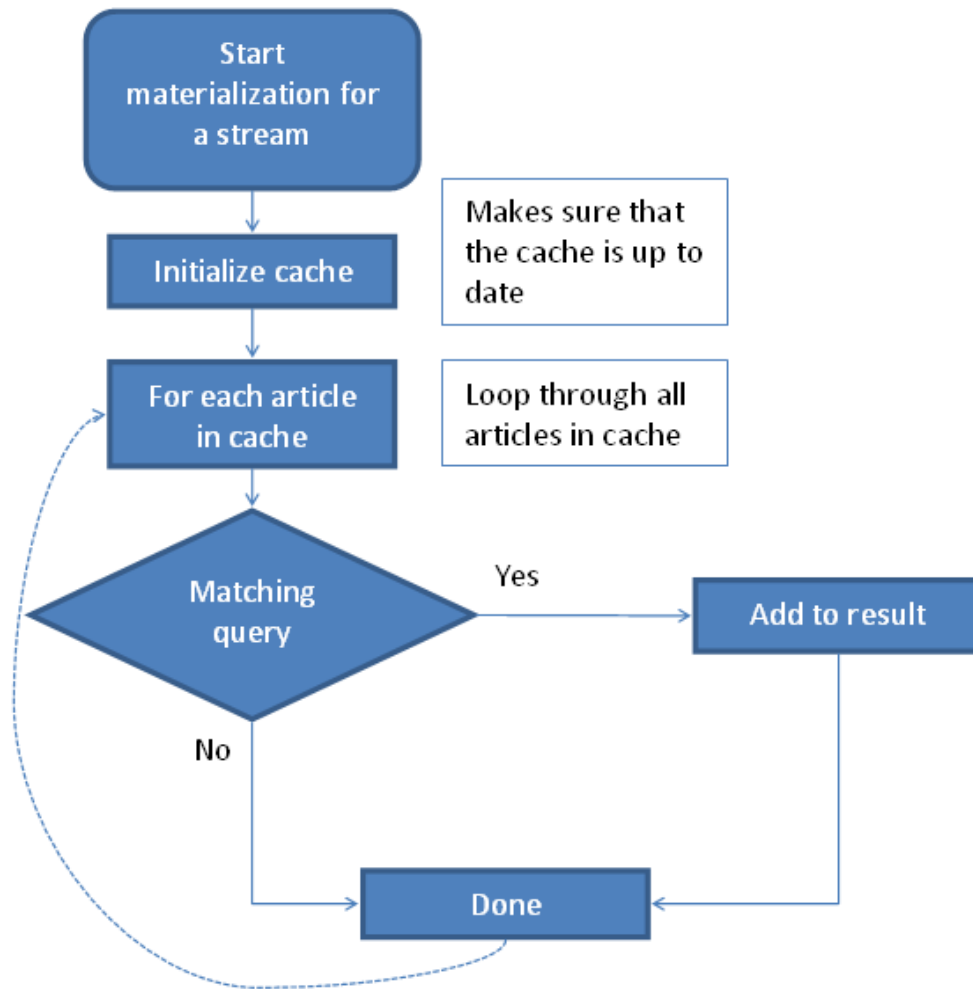 Start
materialization for
a stream
Makes sure that
the cache is up to
date
Initialize cache
For each article
in cache
Loop through all
articles in cache
Matching
query
Yes
Add to result
No
Done